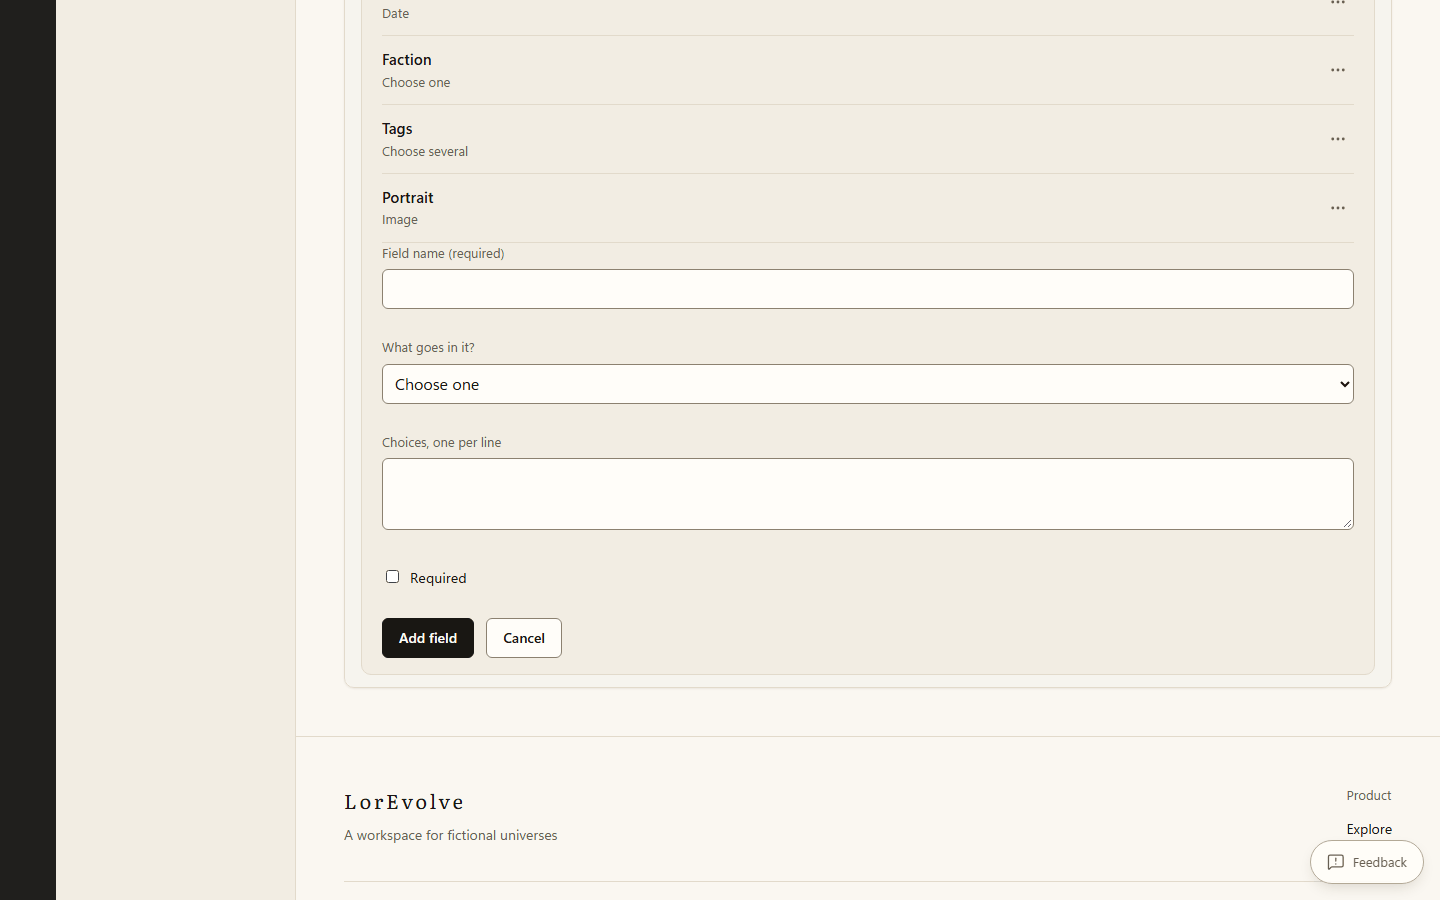 Date
Faction
Choose one
Tags
Choose several
Portrait
Image
Field name (required)
What goes in it?
Choose one
Choices, one per line
Required
Add field
Cancel
LorEvolve
A workspace for fictional universes
Product
Explore
Feedback